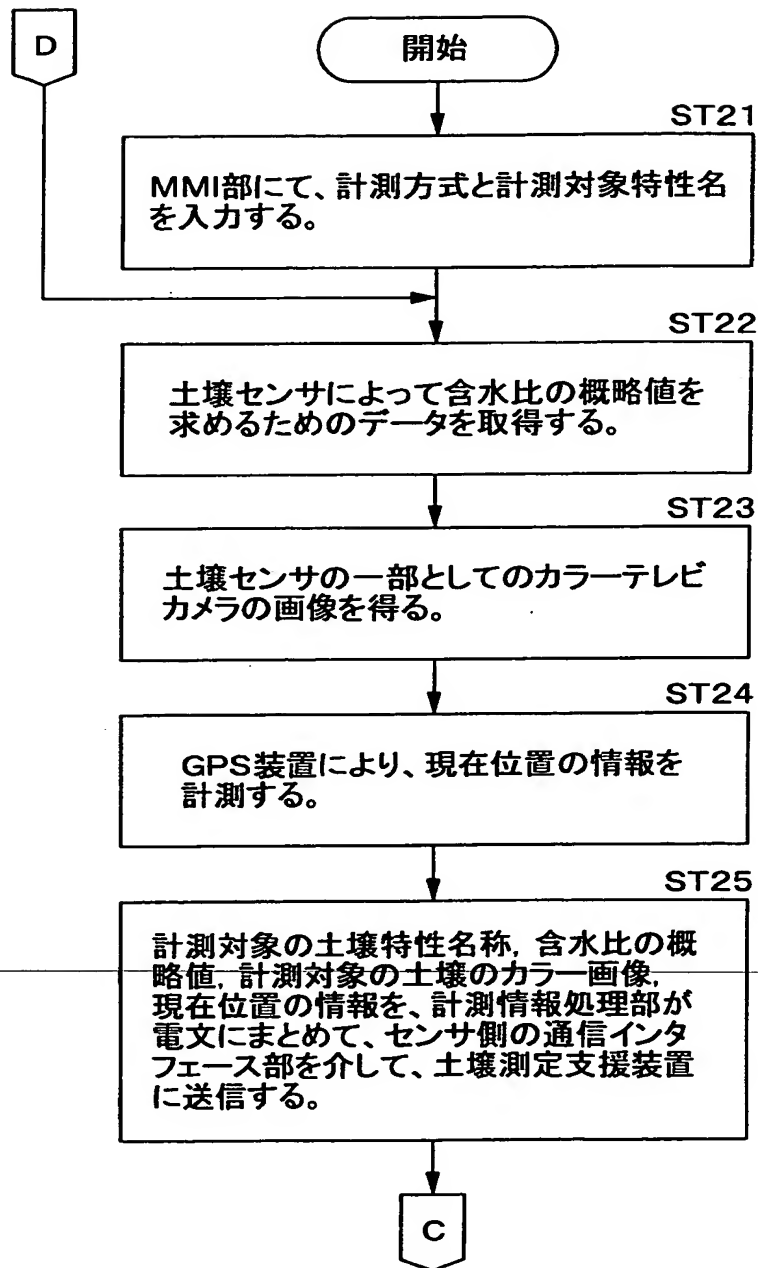 D
開始
ST21
MMI部にて、計測方式と計測対象特性名
を入力する。
ST22
土壌センサによって含水比の概略値を
求めるためのデータを取得する。
ST23
土壌センサの一部としてのカラーテレビ
カメラの画像を得る。
ST24
GPS装置により、現在位置の情報を
計測する。
ST25
計測対象の土壌特性名称, 含水比の概
略値, 計測対象の土壌のカラー画像,
現在位置の情報を、計測情報処理部が
電文にまとめて、センサ側の通信インタ
フェース部を介して、土壌測定支援装置
に送信する。
C